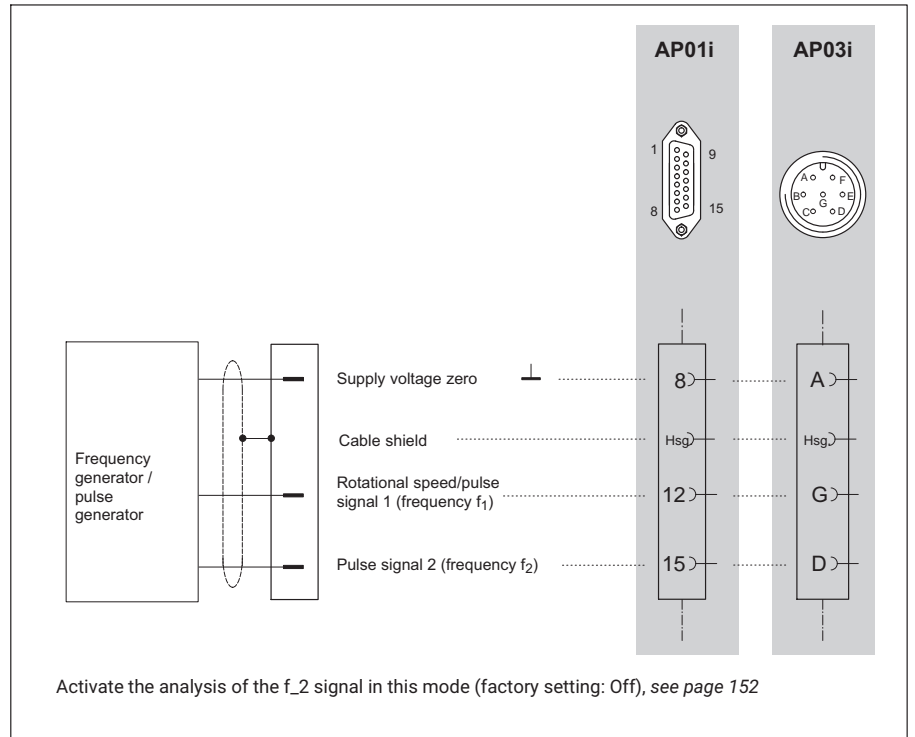 AP01i AP03i
1 9
8 15
A F
B E
G
C D
Supply voltage zero 8 A
Cable shield Hsg. Hsg.
Frequency
generator /
pulse
generator
Rotational speed/pulse
signal 1 (frequency f1) 12 G
Pulse signal 2 (frequency f2) 15 D
Activate the analysis of the f_2 signal in this mode (factory setting: Off), see page 152